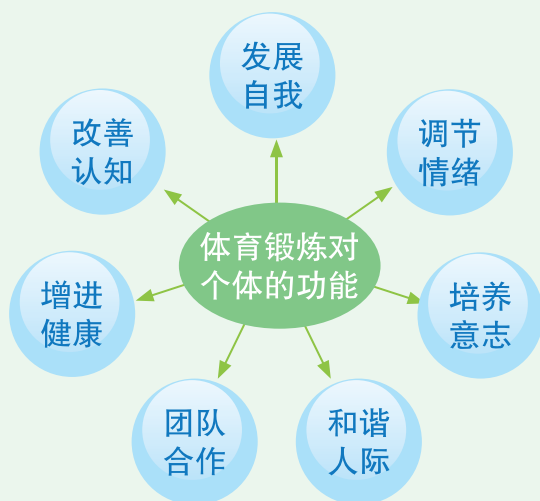 发展
自我
改善
认知
调节
情绪
体育锻炼对
个体的功能
增进
健康
培养
意志
团队
合作
和谐
人际